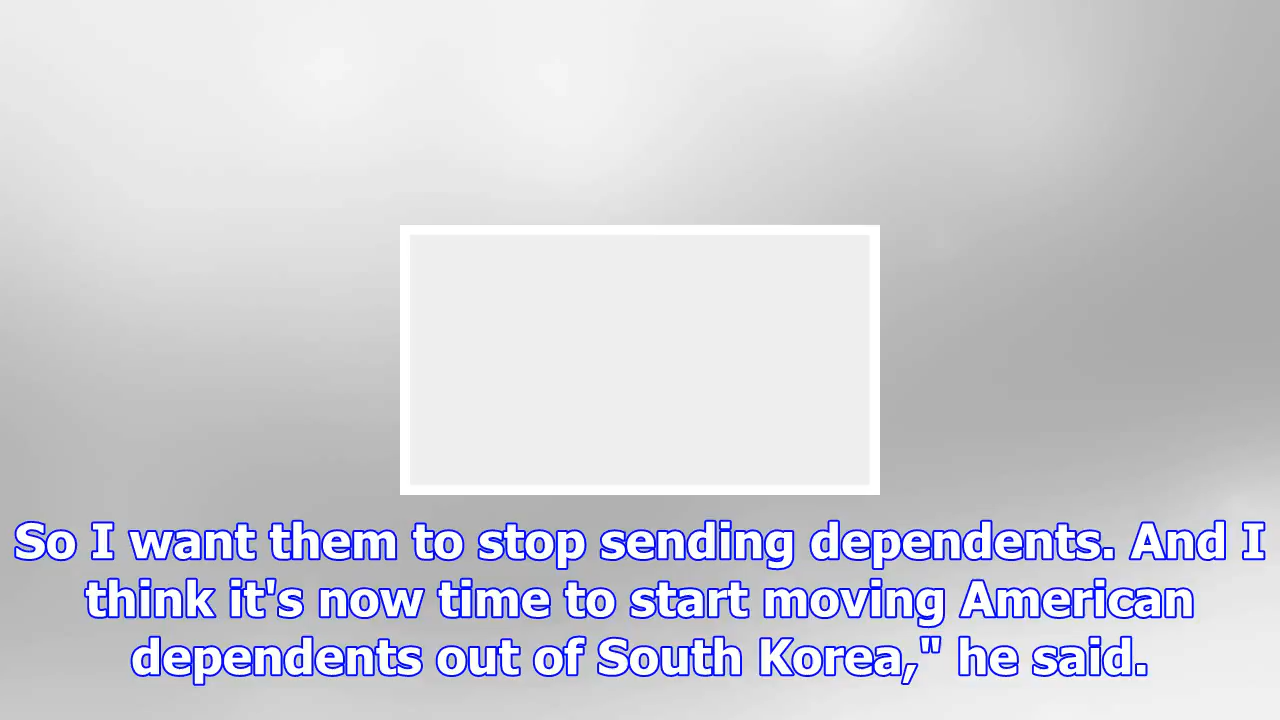 So I want them to stop sending dependents. And I
think it's now time to start moving American
dependents out of South Korea," he said.